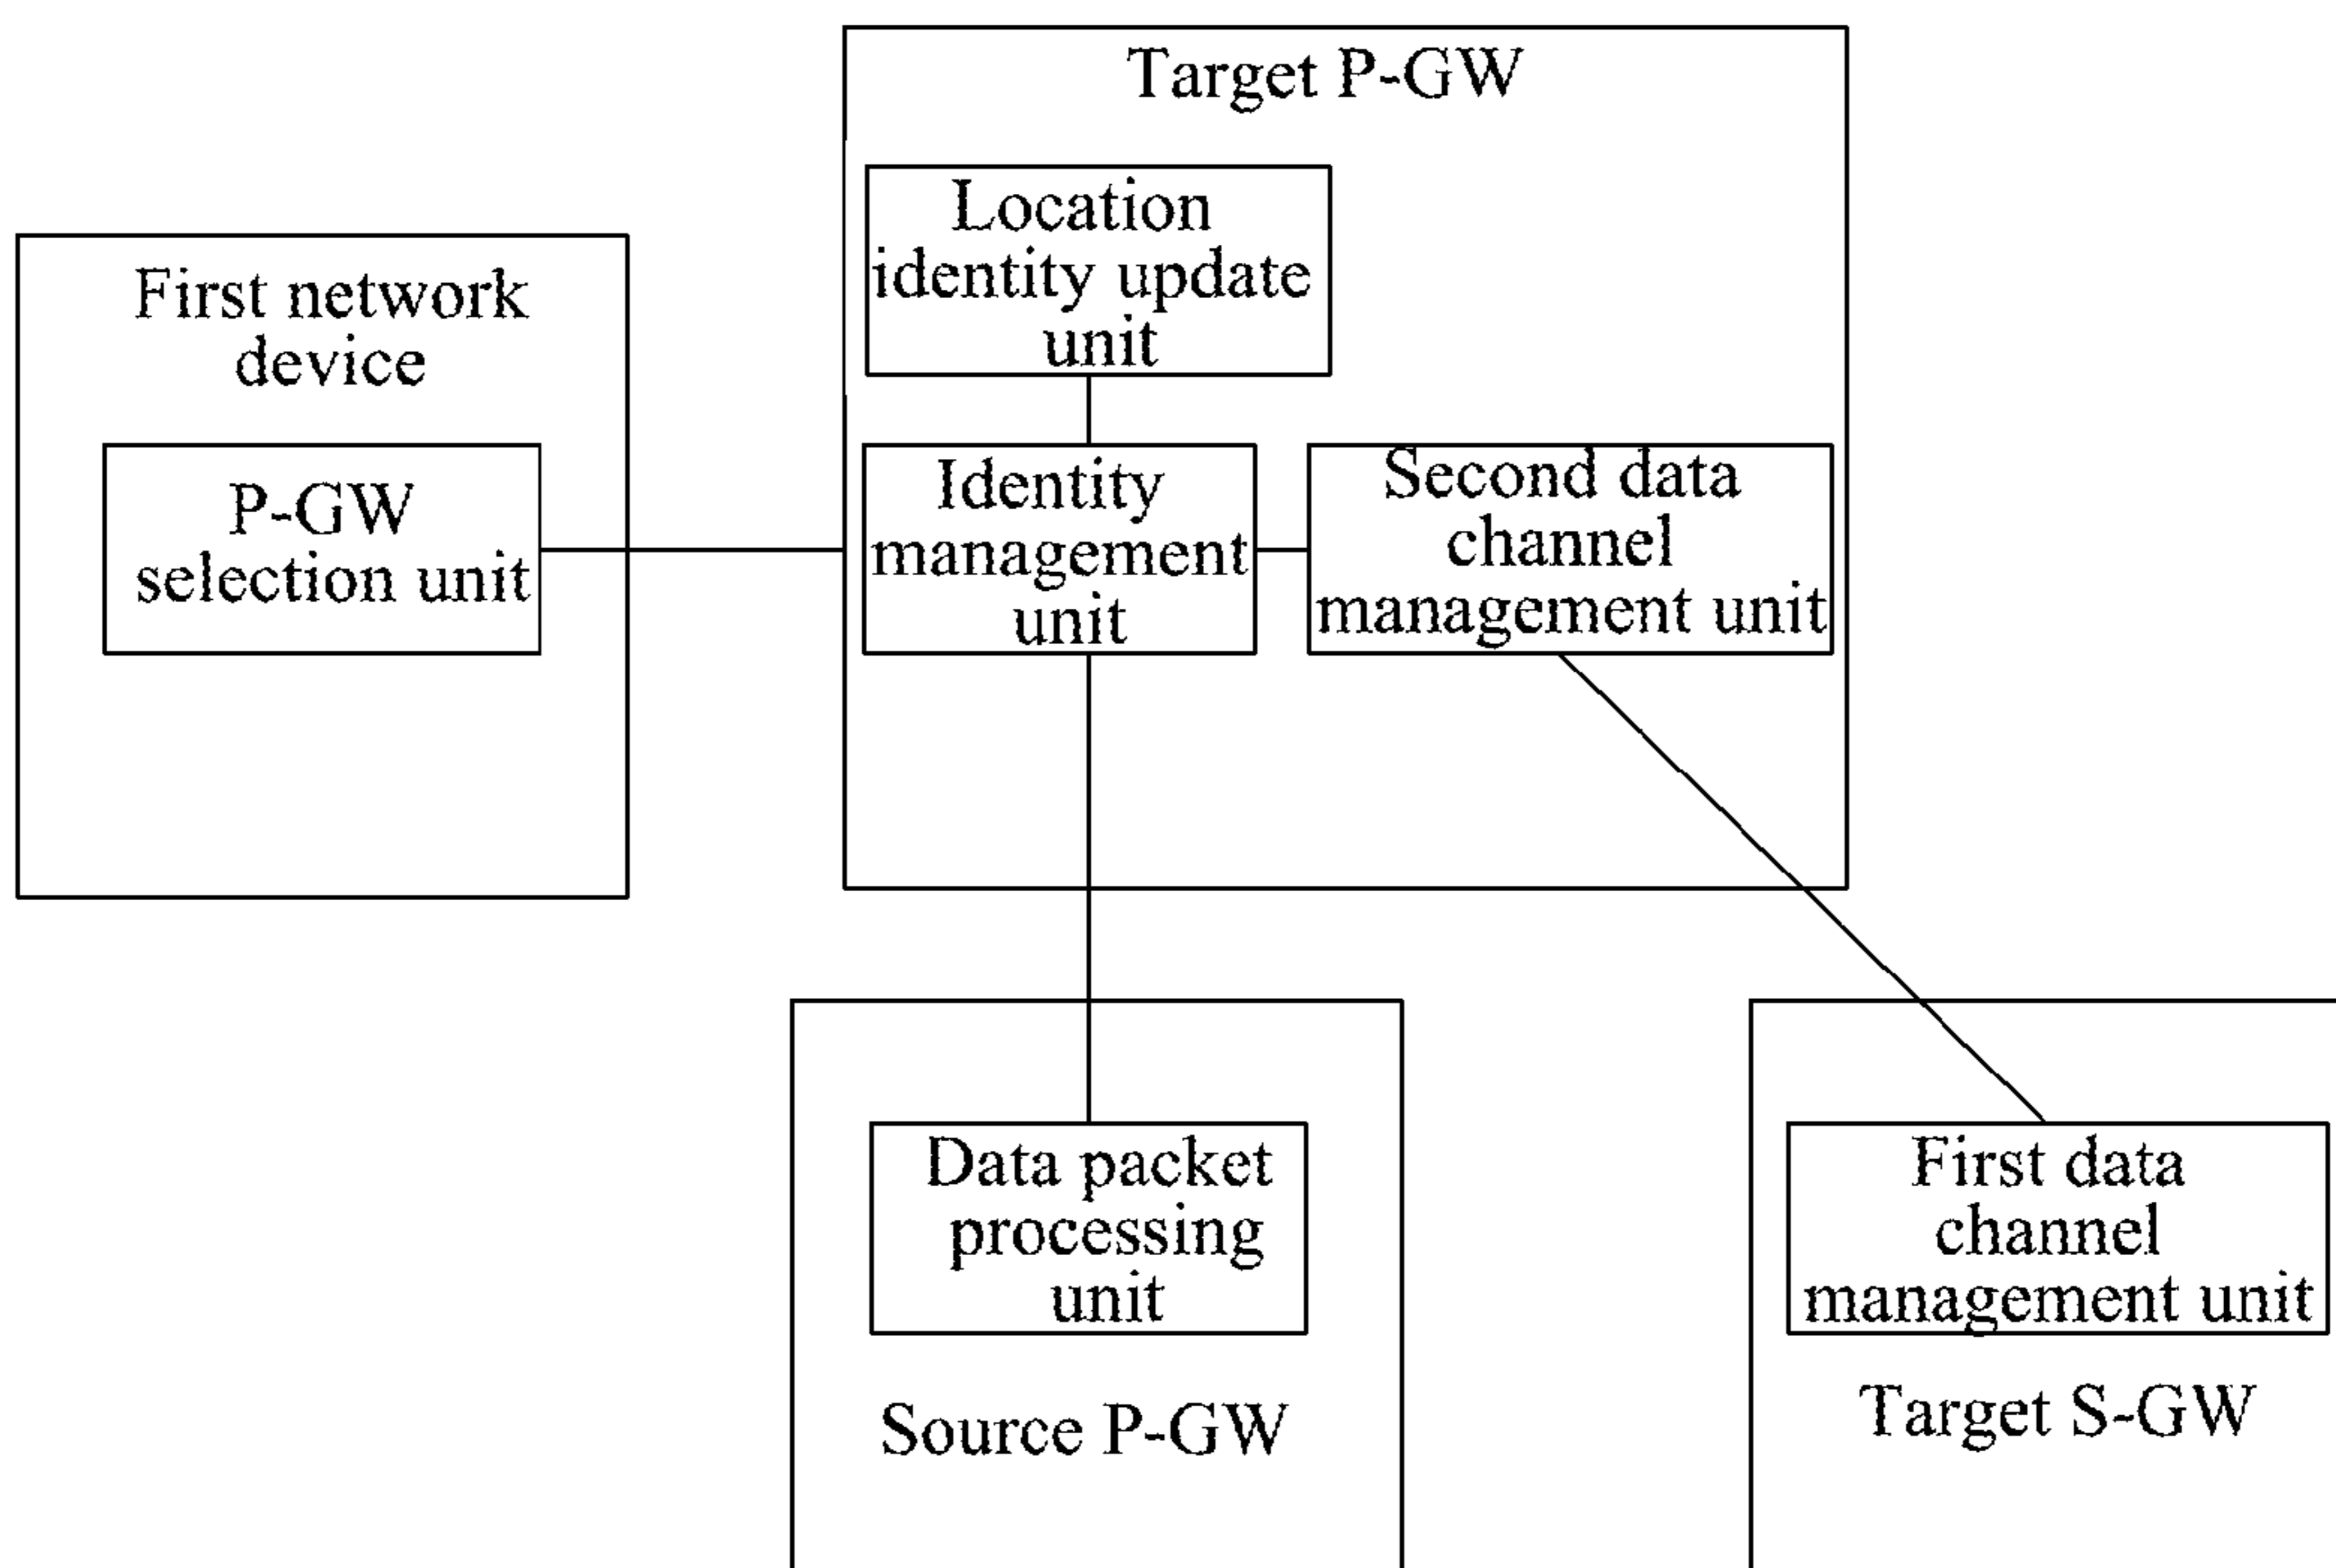 Target P-GW
Location
identity update
unit
First network
device
P-GW
selection unit
Identity
management
unit
Second data
channel
management unit
Data packet
processing
unit
Source P-GW
First data
channel
management unit
Target S-GW